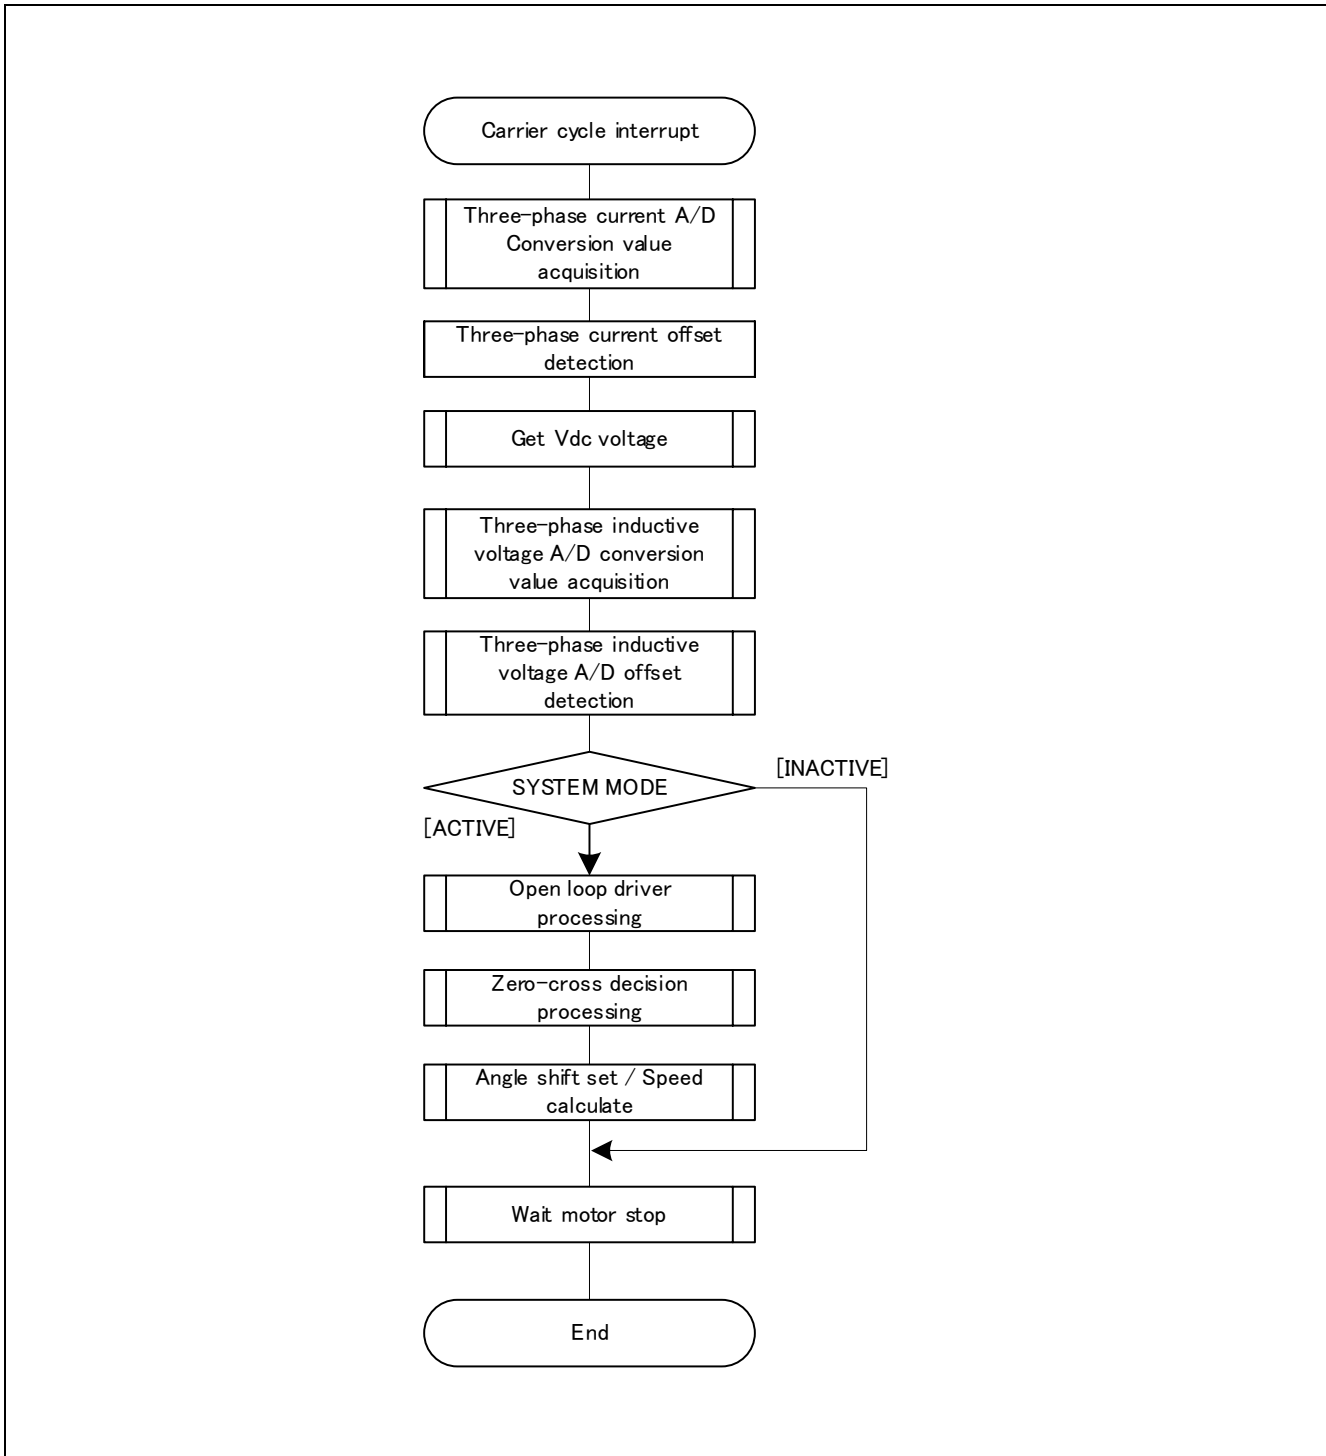 Carrier cycle interrupt
Three-phase current A/D
Conversion value
acquisition
Three-phase current offset
detection
Get Vdc voltage
Three-phase inductive
voltage A/D conversion
value acquisition
Three-phase inductive
voltage A/D offset
detection
[INACTIVE]
SYSTEM MODE
[ACTIVE]
Open loop driver
processing
Zero-cross decision
processing
Angle shift set / Speed
calculate
Wait motor stop
End